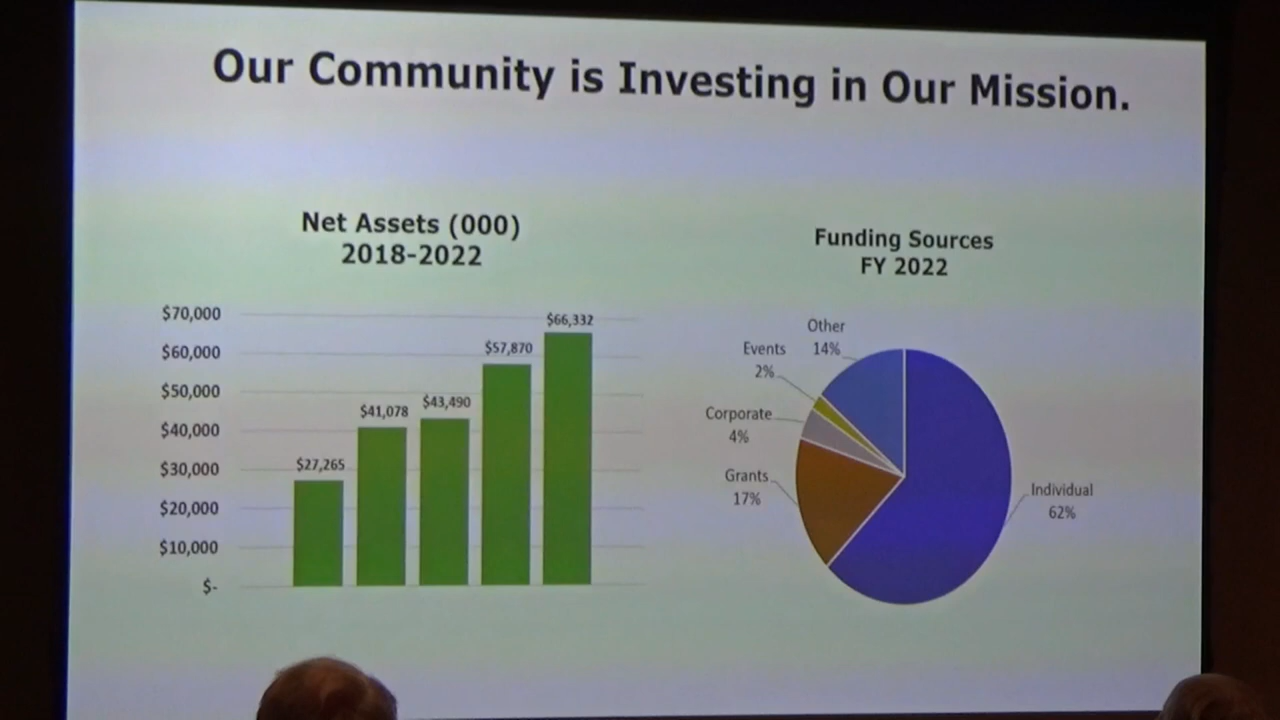 Our Community is Investing in Our Mission.
Net Assets (000)
2018-2022
$70,000
$60,000
$50,000
$40,000
$30,000
$20,000
$10,000
$-
$27,265
$41,078
$43,490
$57,870
$66,332
Funding Sources
FY 2022
Other
14%
Events
2%
Corporate
4%
Grants
17%
Individual
62%